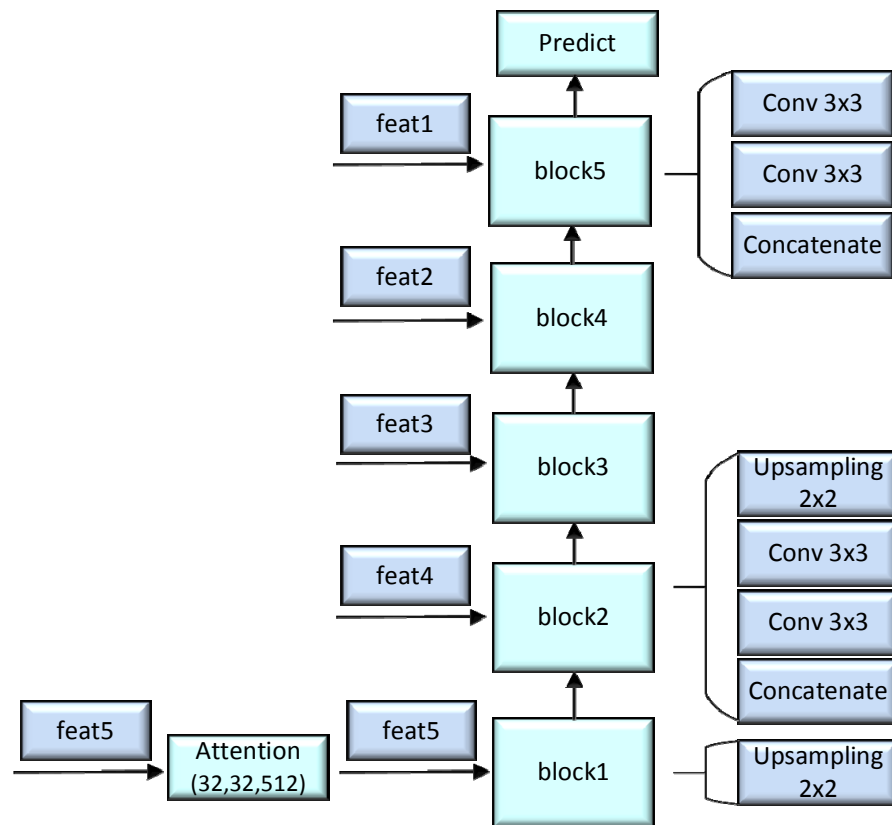 Predict
feat1
block5
Conv 3x3
Conv 3x3
Concatenate
feat2
block4
feat3
block3
Upsampling
2x2
Conv 3x3
Conv 3x3
Concatenate
feat4
block2
feat5
Attention
(32,32,512)
feat5
block1
Upsampling
2x2